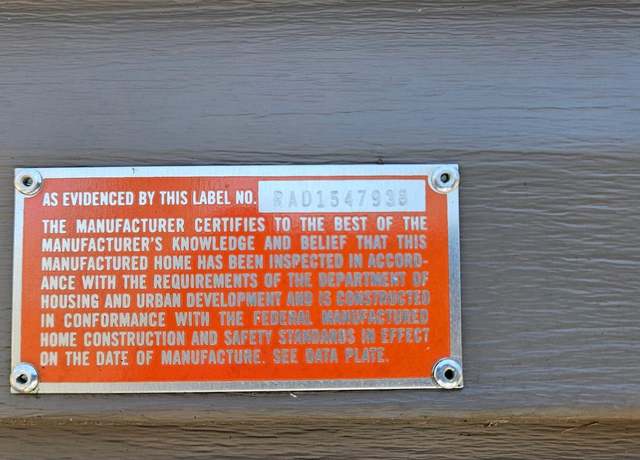 AS EVIDENCED BY THIS LABEL NO. RAD1547938
THE MANUFACTURER CERTIFIES TO THE BEST OF THE
MANUFACTURER'S KNOWLEDGE AND BELIEF THAT THIS
MANUFACTURED HOME HAS BEEN INSPECTED IN ACCORD-
ANCE WITH THE REQUIREMENTS OF THE DEPARTMENT OF
HOUSING AND URBAN DEVELOPMENT AND IS CONSTRUCTED
IN CONFORMANCE WITH THE FEDERAL MANUFACTURED
HOME CONSTRUCTION AND SAFETY STANDARDS IN EFFECT
ON THE DATE OF MANUFACTURE. SEE DATA PLATE.